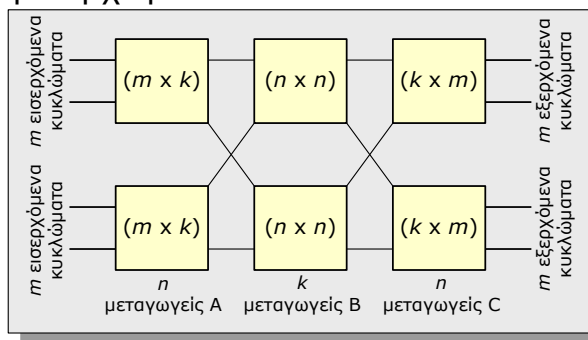 m εισερχόμενα
κυκλώματα
(m x k)
(n x n)
(k x m)
m εξερχόμενα
κυκλώματα
m εισερχόμενα
κυκλώματα
(m x k)
(n x n)
(k x m)
m εξερχόμενα
κυκλώματα
n
μεταγωγείς A
k
μεταγωγείς B
n
μεταγωγείς C